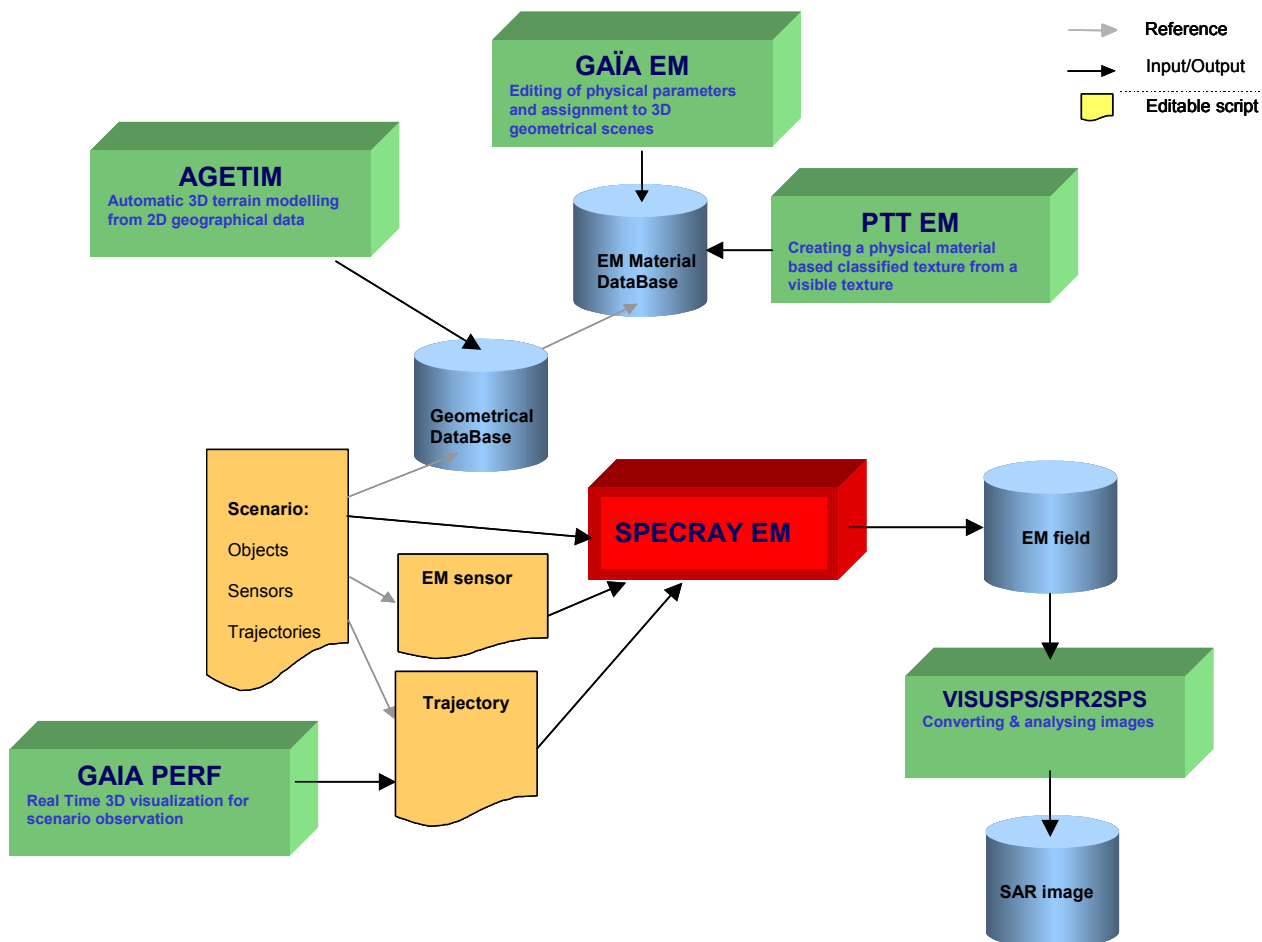 Reference
Input/Output
Editable script
GAÏA EM
Editing of physical parameters
and assignment to 3D
geometrical scenes
AGETIM
Automatic 3D terrain modelling
from 2D geographical data
PTT EM
Creating a physical material
based classified texture from a
visible texture
EM Material
DataBase
Geometrical
DataBase
Scenario:
Objects
Sensors
Trajectories
EM sensor
SPECRAY EM
EM field
Trajectory
VISUSPS/SPR2SPS
Converting & analysing images
GAIA PERF
Real Time 3D visualization for
scenario observation
SAR image